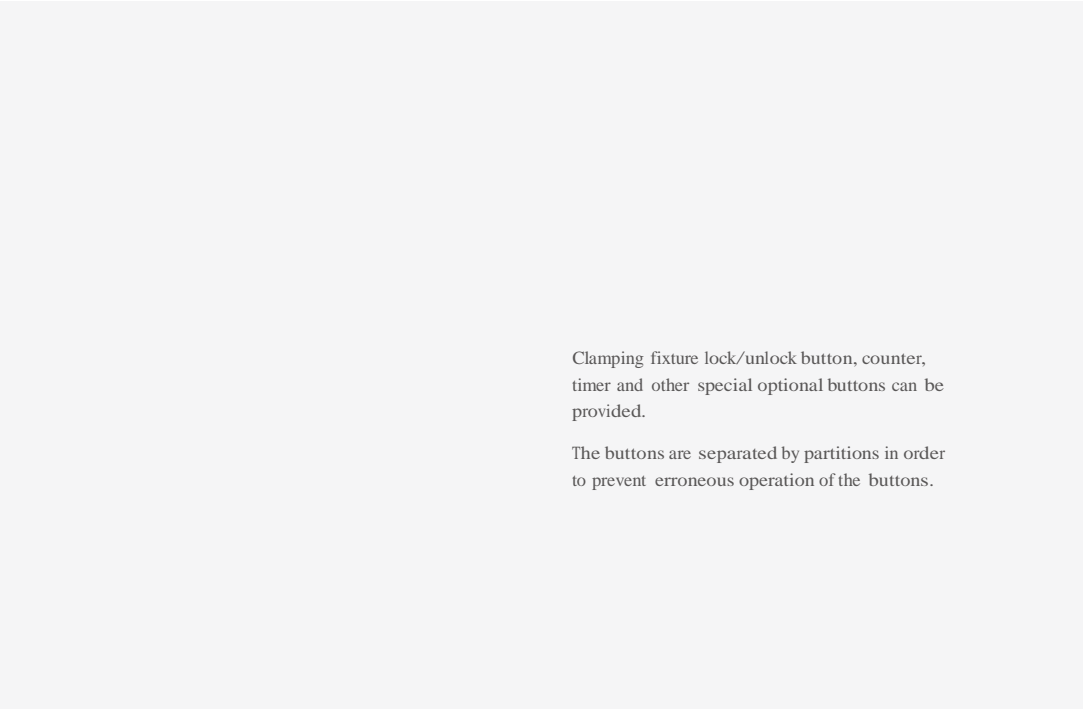 Clamping fixture lock/unlock button, counter,
timer and other special optional buttons can be
provided.
The buttons are separated by partitions in order
to prevent erroneous operation of the buttons.